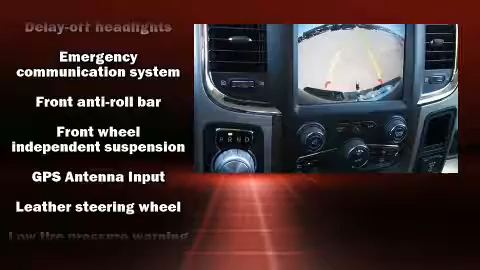 Delay-off headlights
Emergency
communication system
Front anti-roll bar
Front wheel
independent suspension
GPS Antenna Input
Leather steering wheel
Low tire pressure warning
P R N D